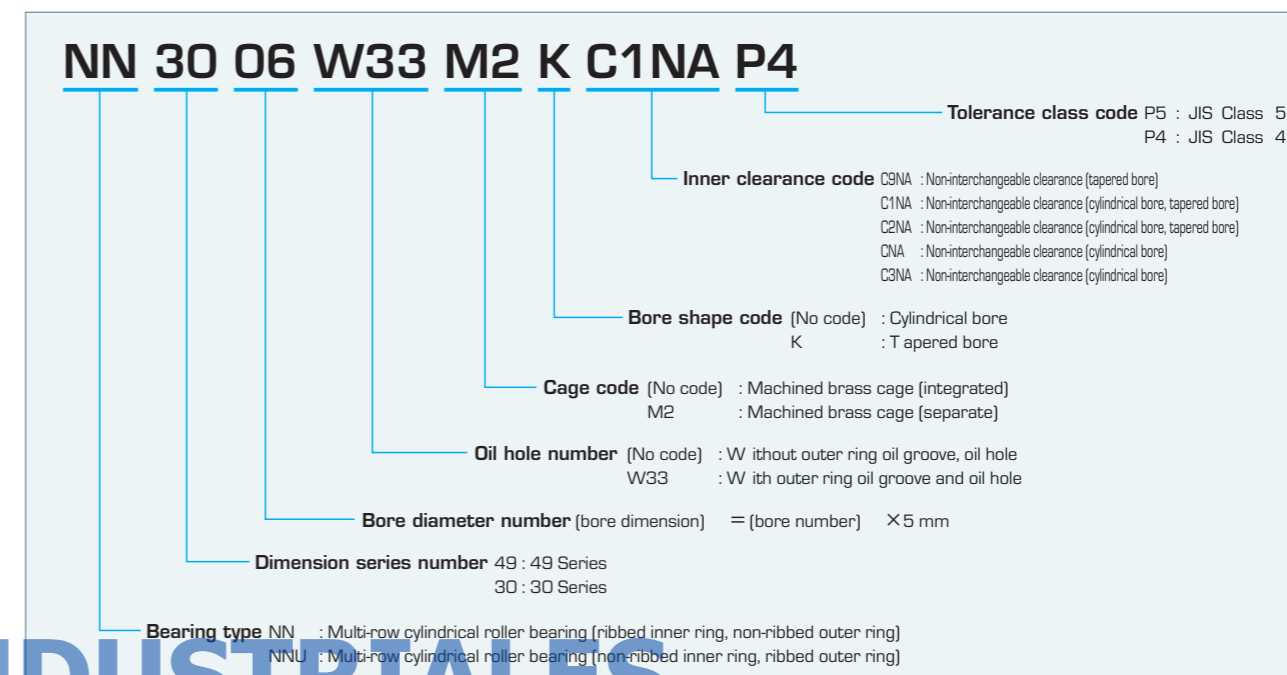 NN 30 06 W33 M2 K C1NA P4
Tolerance class code P5 : JIS Class 5
P4 : JIS Class 4
Inner clearance code C9NA : Non-interchangeable clearance (tapered bore)
C1NA : Non-interchangeable clearance (cylindrical bore, tapered bore)
C2NA : Non-interchangeable clearance (cylindrical bore, tapered bore)
CNA : Non-interchangeable clearance (cylindrical bore)
C3NA : Non-interchangeable clearance (cylindrical bore)
Bore shape code (No code) : Cylindrical bore
K : T apered bore
Cage code (No code) : Machined brass cage (integrated)
M2 : Machined brass cage (separate)
Oil hole number (No code) : W ithout outer ring oil groove, oil hole
W33 : W ith outer ring oil groove and oil hole
Bore diameter number (bore dimension) = (bore number) ×5 mm
Dimension series number 49 : 49 Series
30 : 30 Series
Bearing type NN : Multi-row cylindrical roller bearing (ribbed inner ring, non-ribbed outer ring)
NNU : Multi-row cylindrical roller bearing (non-ribbed inner ring, ribbed outer ring)
NDUSTRIALES